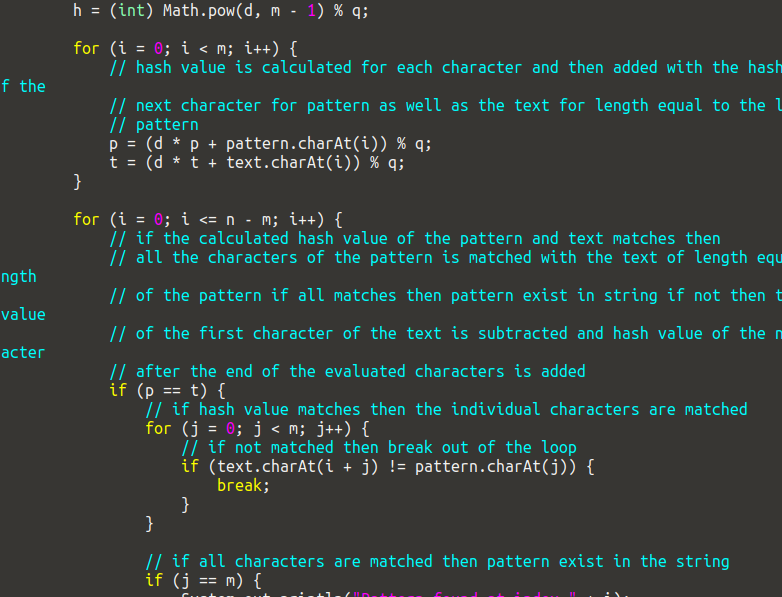 h = (int) Math.pow(d, m - 1) % q;
for (i = 0; i < m; i++) {
// hash value is calculated for each character and then added with the hash
f the
// next character for pattern as well as the text for length equal to the
// pattern
p = (d * p + pattern.charAt(i)) % q;
t = (d * t + text.charAt(i)) % q;
}
for (i = 0; i <= n - m; i++) {
// if the calculated hash value of the pattern and text matches then
// all the characters of the pattern is matched with the text of length equ
ngth
// of the pattern if all matches then pattern exist in string if not then t
value
// of the first character of the text is subtracted and hash value of the n
acter
// after the end of the evaluated characters is added
if (p == t) {
// if hash value matches then the individual characters are matched
for (j = 0; j < m; j++) {
// if not matched then break out of the loop
if (text.charAt(i + j) != pattern.charAt(j)) {
break;
}
}
// if all characters are matched then pattern exist in the string
if (j == m) {
System.out.println("Pattern found at index " + i);